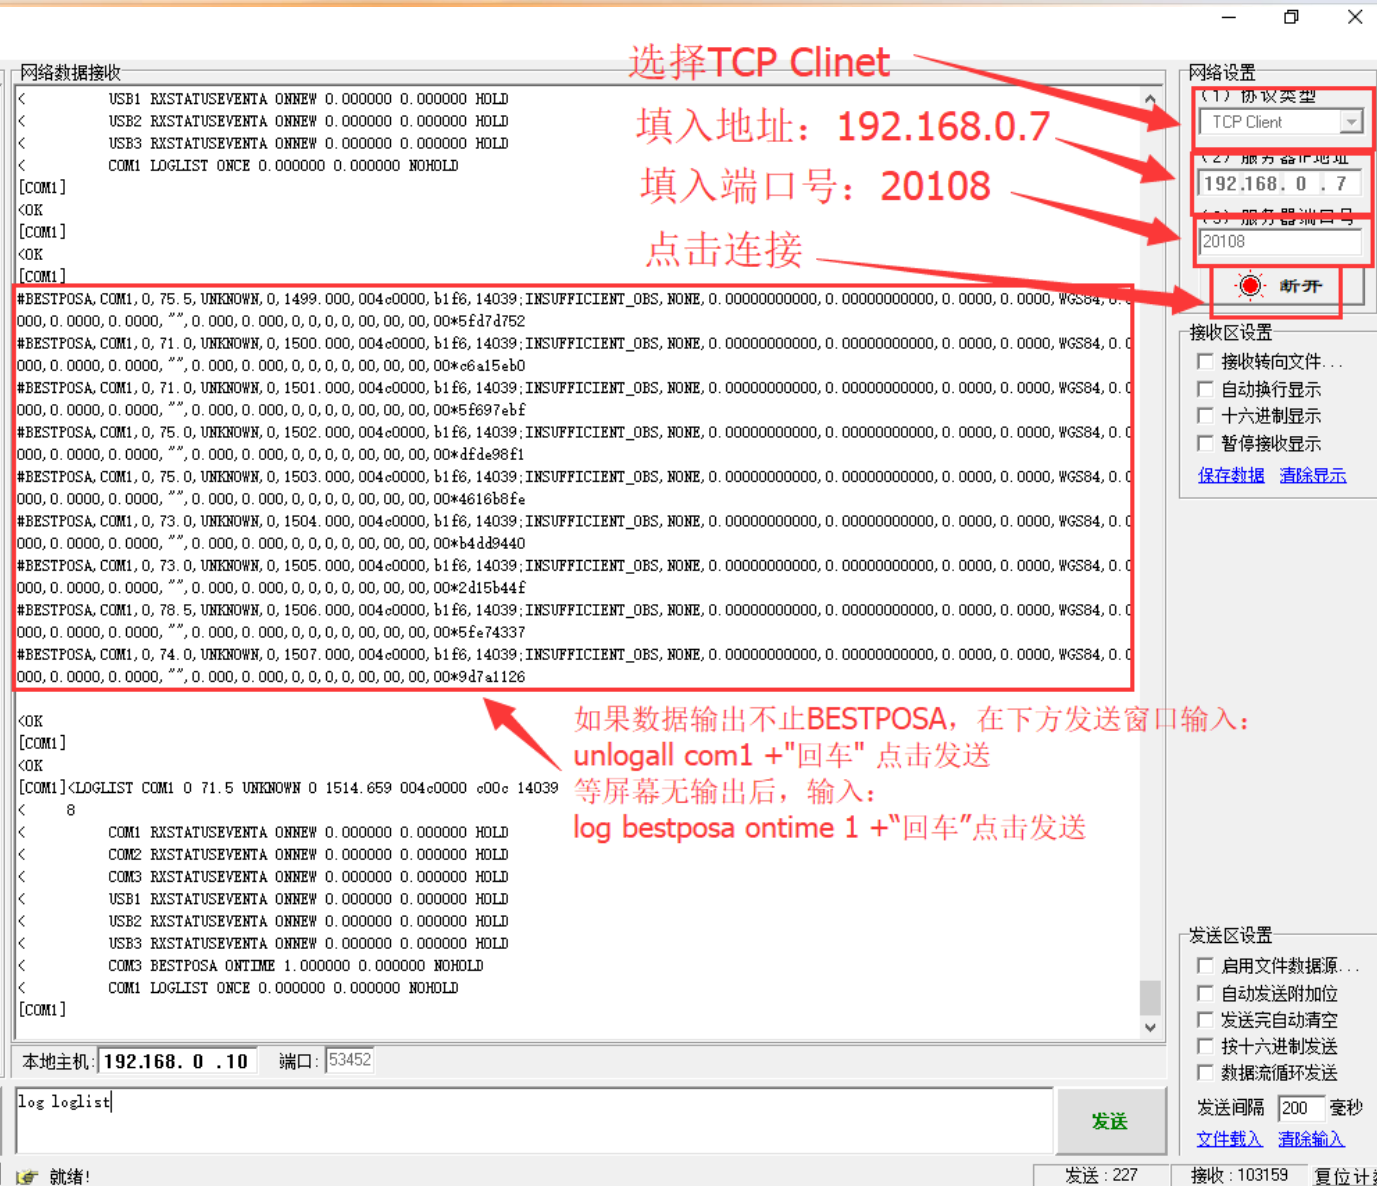 网络数据接收
<        USB1 RXSTATUSEVENTA ONNEW 0.000000 0.000000 HOLD
<        USB2 RXSTATUSEVENTA ONNEW 0.000000 0.000000 HOLD
<        USB3 RXSTATUSEVENTA ONNEW 0.000000 0.000000 HOLD
<        COM1 LOGLIST ONCE 0.000000 0.000000 NOHOLD
[COM1]
<OK
[COM1]
<OK
[COM1]
#BESTPOSA,COM1,0,75.5,UNKNOWN,0,1499.000,004c0000,b1f6,14039;INSUFFICIENT_OBS,NONE,0.00000000000,0.00000000000,0.0000,0.0000,WGS84,0.0
000,0.0000,0.0000,"",0.000,0.000,0,0,0,0,00,00,00,00*5fd7d752
#BESTPOSA,COM1,0,71.0,UNKNOWN,0,1500.000,004c0000,b1f6,14039;INSUFFICIENT_OBS,NONE,0.00000000000,0.00000000000,0.0000,0.0000,WGS84,0.0
000,0.0000,0.0000,"",0.000,0.000,0,0,0,0,00,00,00,00*c6a15eb0
#BESTPOSA,COM1,0,71.0,UNKNOWN,0,1501.000,004c0000,b1f6,14039;INSUFFICIENT_OBS,NONE,0.00000000000,0.00000000000,0.0000,0.0000,WGS84,0.0
000,0.0000,0.0000,"",0.000,0.000,0,0,0,0,00,00,00,00*5f697ebf
#BESTPOSA,COM1,0,75.0,UNKNOWN,0,1502.000,004c0000,b1f6,14039;INSUFFICIENT_OBS,NONE,0.00000000000,0.00000000000,0.0000,0.0000,WGS84,0.0
000,0.0000,0.0000,"",0.000,0.000,0,0,0,0,00,00,00,00*dfde98f1
#BESTPOSA,COM1,0,75.0,UNKNOWN,0,1503.000,004c0000,b1f6,14039;INSUFFICIENT_OBS,NONE,0.00000000000,0.00000000000,0.0000,0.0000,WGS84,0.0
000,0.0000,0.0000,"",0.000,0.000,0,0,0,0,00,00,00,00*4616b8fe
#BESTPOSA,COM1,0,73.0,UNKNOWN,0,1504.000,004c0000,b1f6,14039;INSUFFICIENT_OBS,NONE,0.00000000000,0.00000000000,0.0000,0.0000,WGS84,0.0
000,0.0000,0.0000,"",0.000,0.000,0,0,0,0,00,00,00,00*b4dd9440
#BESTPOSA,COM1,0,73.0,UNKNOWN,0,1505.000,004c0000,b1f6,14039;INSUFFICIENT_OBS,NONE,0.00000000000,0.00000000000,0.0000,0.0000,WGS84,0.0
000,0.0000,0.0000,"",0.000,0.000,0,0,0,0,00,00,00,00*2d15b44f
#BESTPOSA,COM1,0,78.5,UNKNOWN,0,1506.000,004c0000,b1f6,14039;INSUFFICIENT_OBS,NONE,0.00000000000,0.00000000000,0.0000,0.0000,WGS84,0.0
000,0.0000,0.0000,"",0.000,0.000,0,0,0,0,00,00,00,00*5fe74337
#BESTPOSA,COM1,0,74.0,UNKNOWN,0,1507.000,004c0000,b1f6,14039;INSUFFICIENT_OBS,NONE,0.00000000000,0.00000000000,0.0000,0.0000,WGS84,0.0
000,0.0000,0.0000,"",0.000,0.000,0,0,0,0,00,00,00,00*9d7a1126
<OK
[COM1]
<OK
[COM1]<LOGLIST COM1 0 71.5 UNKNOWN 0 1514.659 004c0000 c00c 14039
<    8
<        COM1 RXSTATUSEVENTA ONNEW 0.000000 0.000000 HOLD
<        COM2 RXSTATUSEVENTA ONNEW 0.000000 0.000000 HOLD
<        COM3 RXSTATUSEVENTA ONNEW 0.000000 0.000000 HOLD
<        USB1 RXSTATUSEVENTA ONNEW 0.000000 0.000000 HOLD
<        USB2 RXSTATUSEVENTA ONNEW 0.000000 0.000000 HOLD
<        USB3 RXSTATUSEVENTA ONNEW 0.000000 0.000000 HOLD
<        COM3 BESTPOSA ONTIME 1.000000 0.000000 NOHOLD
<        COM1 LOGLIST ONCE 0.000000 0.000000 NOHOLD
[COM1]
选择TCP Clinet
填入地址：192.168.0.7
填入端口号：20108
点击连接
如果数据输出不止BESTPOSA，在下方发送窗口输入：
unlogall com1 +"回车" 点击发送
等屏幕无输出后，输入：
log bestposa ontime 1 +“回车”点击发送
本地主机: 192.168. 0 .10 端口: 53452
log loglist
发送
就绪!
发送 : 227
接收 : 103159
复位计
网络设置
(1) 协议类型
TCP Client
(2) 服务器IP地址
192.168. 0 . 7
(3) 服务器端口号
20108
断开
接收区设置
接收转向文件...
自动换行显示
十六进制显示
暂停接收显示
保存数据 清除显示
发送区设置
启用文件数据源...
自动发送附加位
发送完自动清空
按十六进制发送
数据流循环发送
发送间隔 200 毫秒
文件载入 清除输入